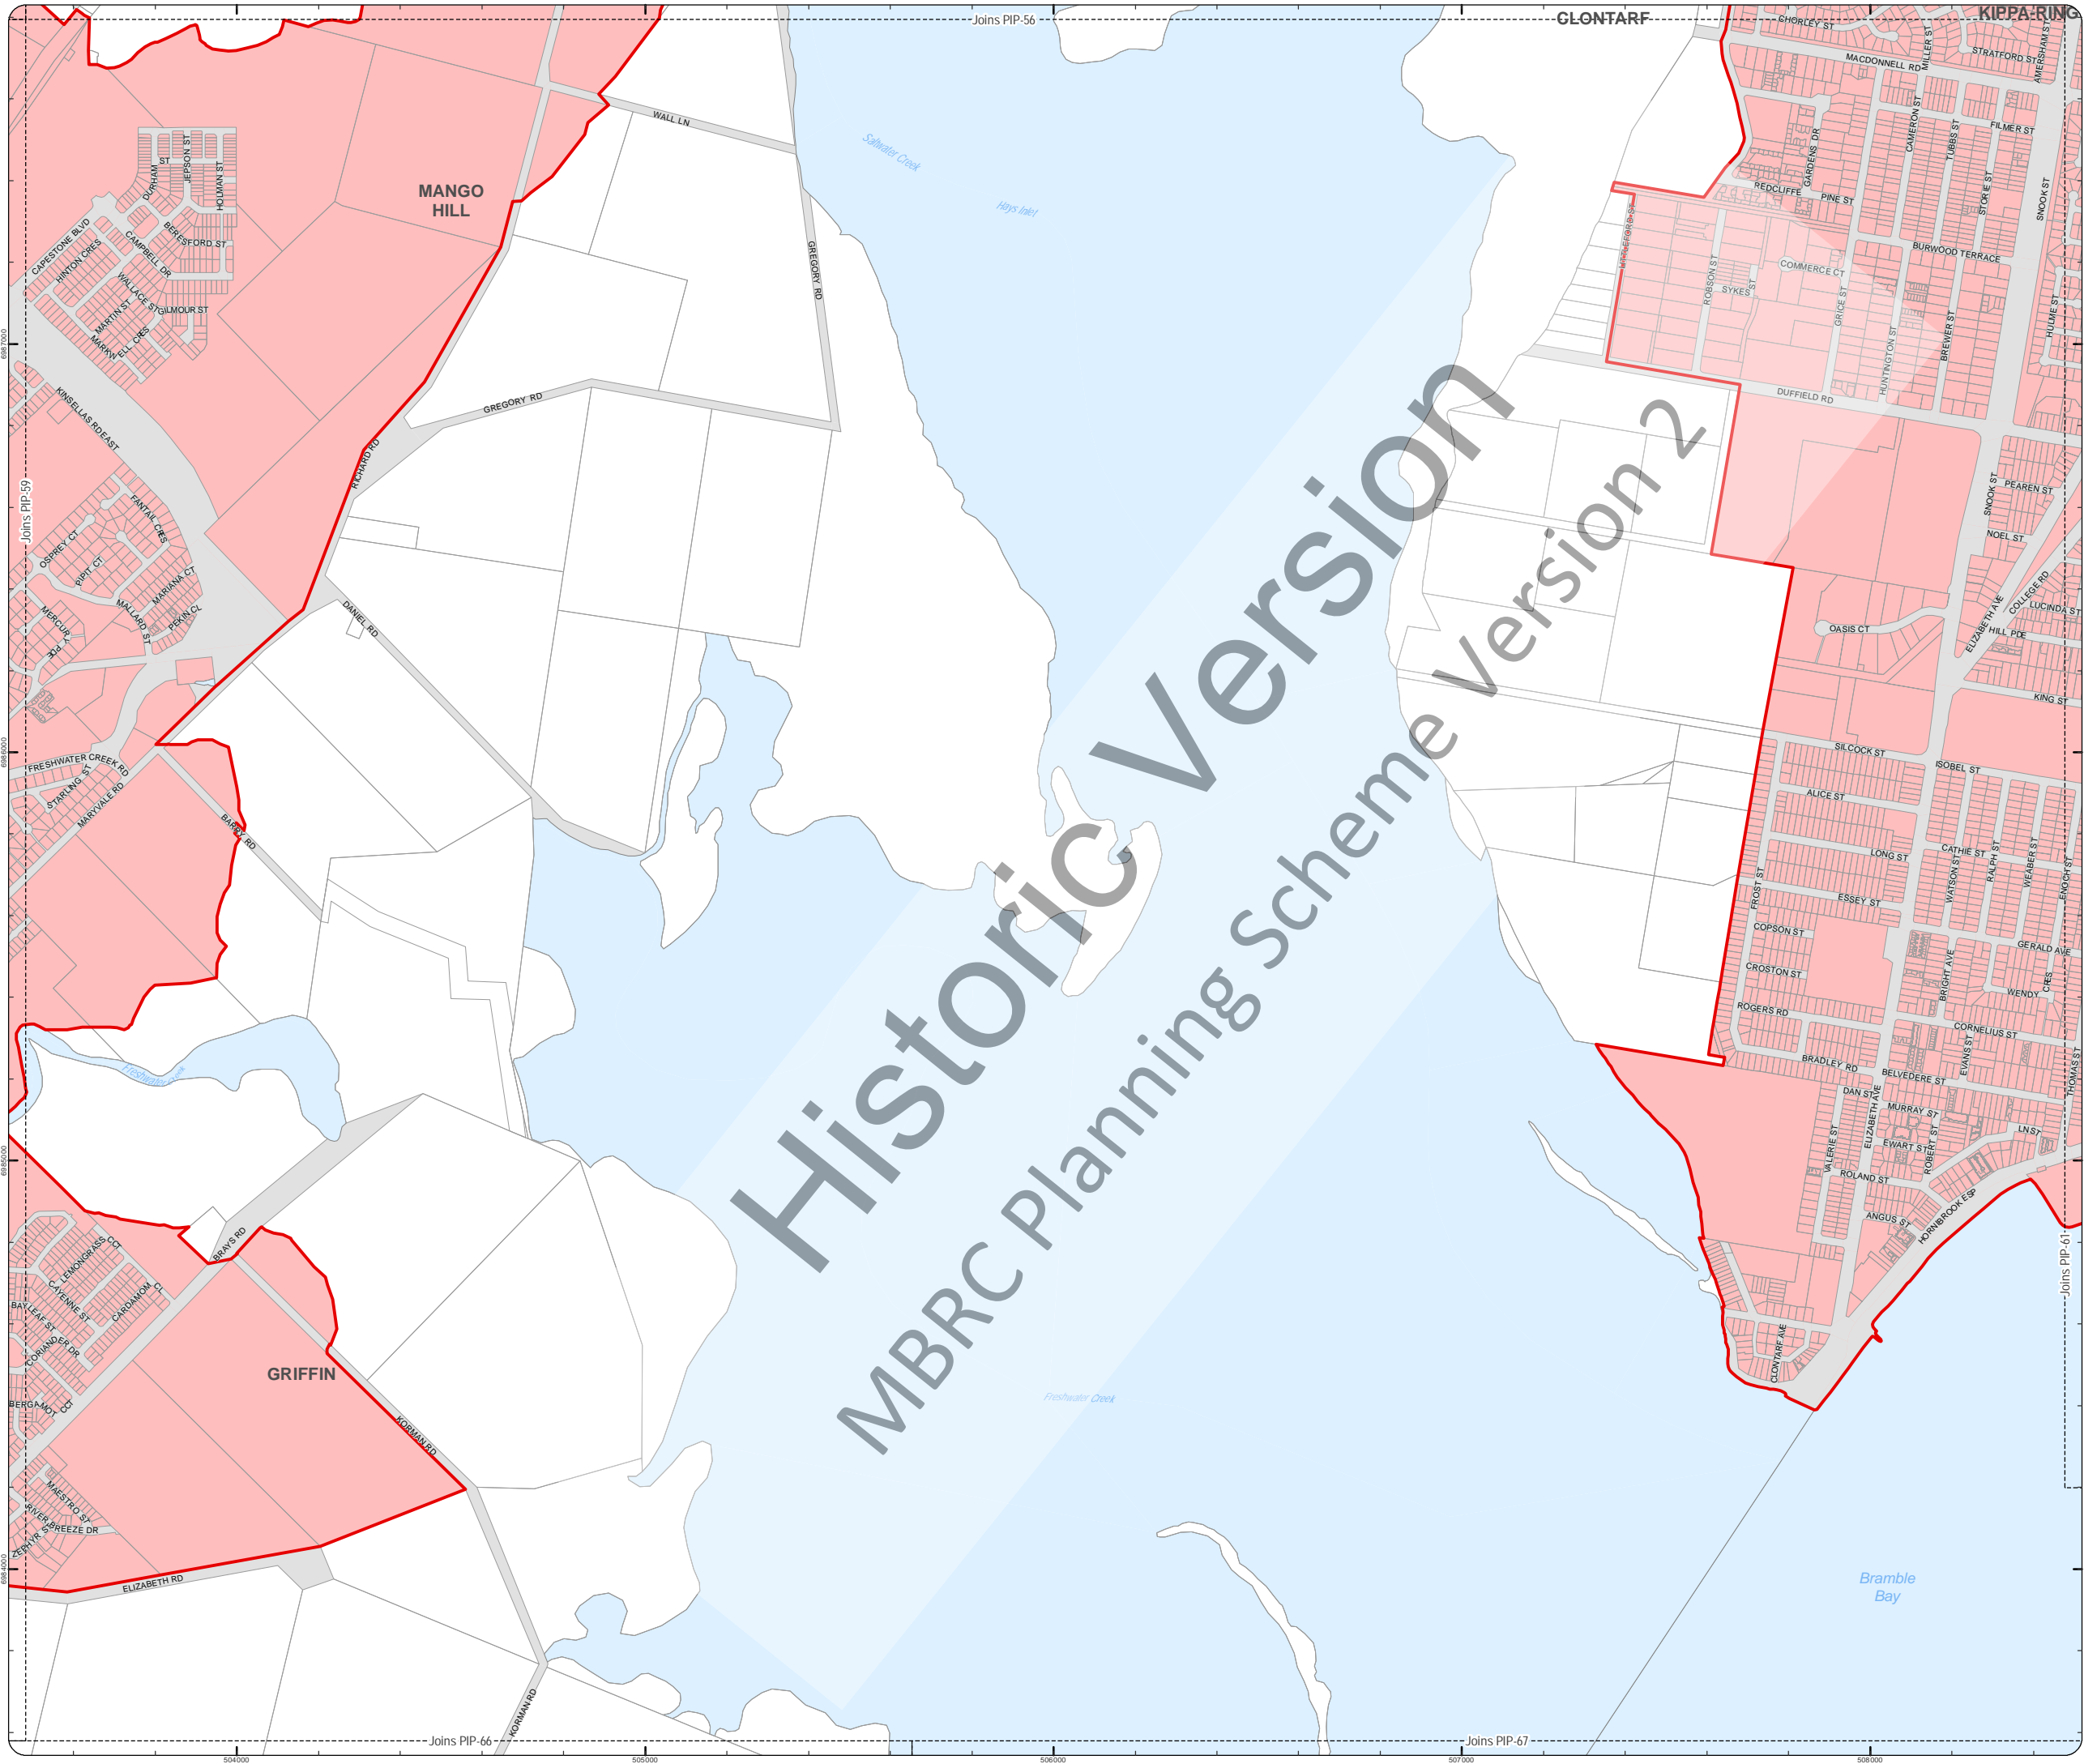 Joins PIP-56
CLONTARF
KIPPA-RING
CHORLEY ST
MILLER ST
STRATFORD ST
AMERSHAM ST
MACDONNELL RD
WALL LN
Saltwater Creek
Hays Inlet
MANGO
HILL
DURHAM ST
JEPSON ST
HOLMAN ST
CAPESTONE BLVD
HINTON CRES
CAMPBELL DR
BERESFORD ST
WALLACE ST
GILMOUR ST
MARTIN ST
MARKWELL CRES
GARDENS DR
CAMERON ST
TUBBS ST
FILMER ST
STORIE ST
SNOOK ST
REDCLIFFE
PINE ST
BURWOOD TERRACE
COMMERCE CT
ROBSON ST
SYKES ST
GRICE ST
HUNTINGTON ST
BREWER ST
HULME ST
GREGORY RD
6987000
KINSELLAS RD EAST
GREGORY RD
RICHARD RD
DUFFIELD RD
Joins PIP-59
FANTAIL CRES
OSPREY CT
PIPIT CT
MARIANA CT
MALLARD ST
PEKIN CL
MERCURY PDE
DANIEL RD
SNOOK ST
PEAREN ST
NOEL ST
COLLEGE RD
LUCINDA ST
ELIZABETH AVE
HILL PDE
OASIS CT
KING ST
6986000
FRESHWATER CREEK RD
STARLING ST
MARYVALE RD
BARRY RD
SILCOCK ST
ISOBEL ST
ALICE ST
LONG ST
CATHIE ST
WATSON ST
RALPH ST
WEABER ST
ENOCH ST
FROST ST
ESSEY ST
COPSON ST
GERALD AVE
CROSTON ST
BRIGHT AVE
WENDY CRES
ROGERS RD
CORNELIUS ST
EVANS ST
BRADLEY RD
BELVEDERE ST
THOMAS ST
DAN ST
MURRAY ST
ELIZABETH AVE
VALERIE ST
EWART ST
ROBERT ST
LN ST
ROLAND ST
ANGUS ST
HORNIBROOK ESP
CLONTARF AVE
Joins PIP-61
Freshwater Creek
6985000
BRAYS RD
LEMONGRASS CCT
CAYENNE ST
CARDAMOM CL
BAYLEAF ST
CORIANDER DR
BERGAMOT CCT
GRIFFIN
KORMAN RD
MAESTRO ST
RIVER BREEZE DR
ZEPHYR S
6984000
ELIZABETH RD
KORMAN RD
Freshwater Creek
Bramble
Bay
Historic Version
MBRC Planning Scheme Version 2
Joins PIP-66
Joins PIP-67
504000
505000
506000
507000
508000